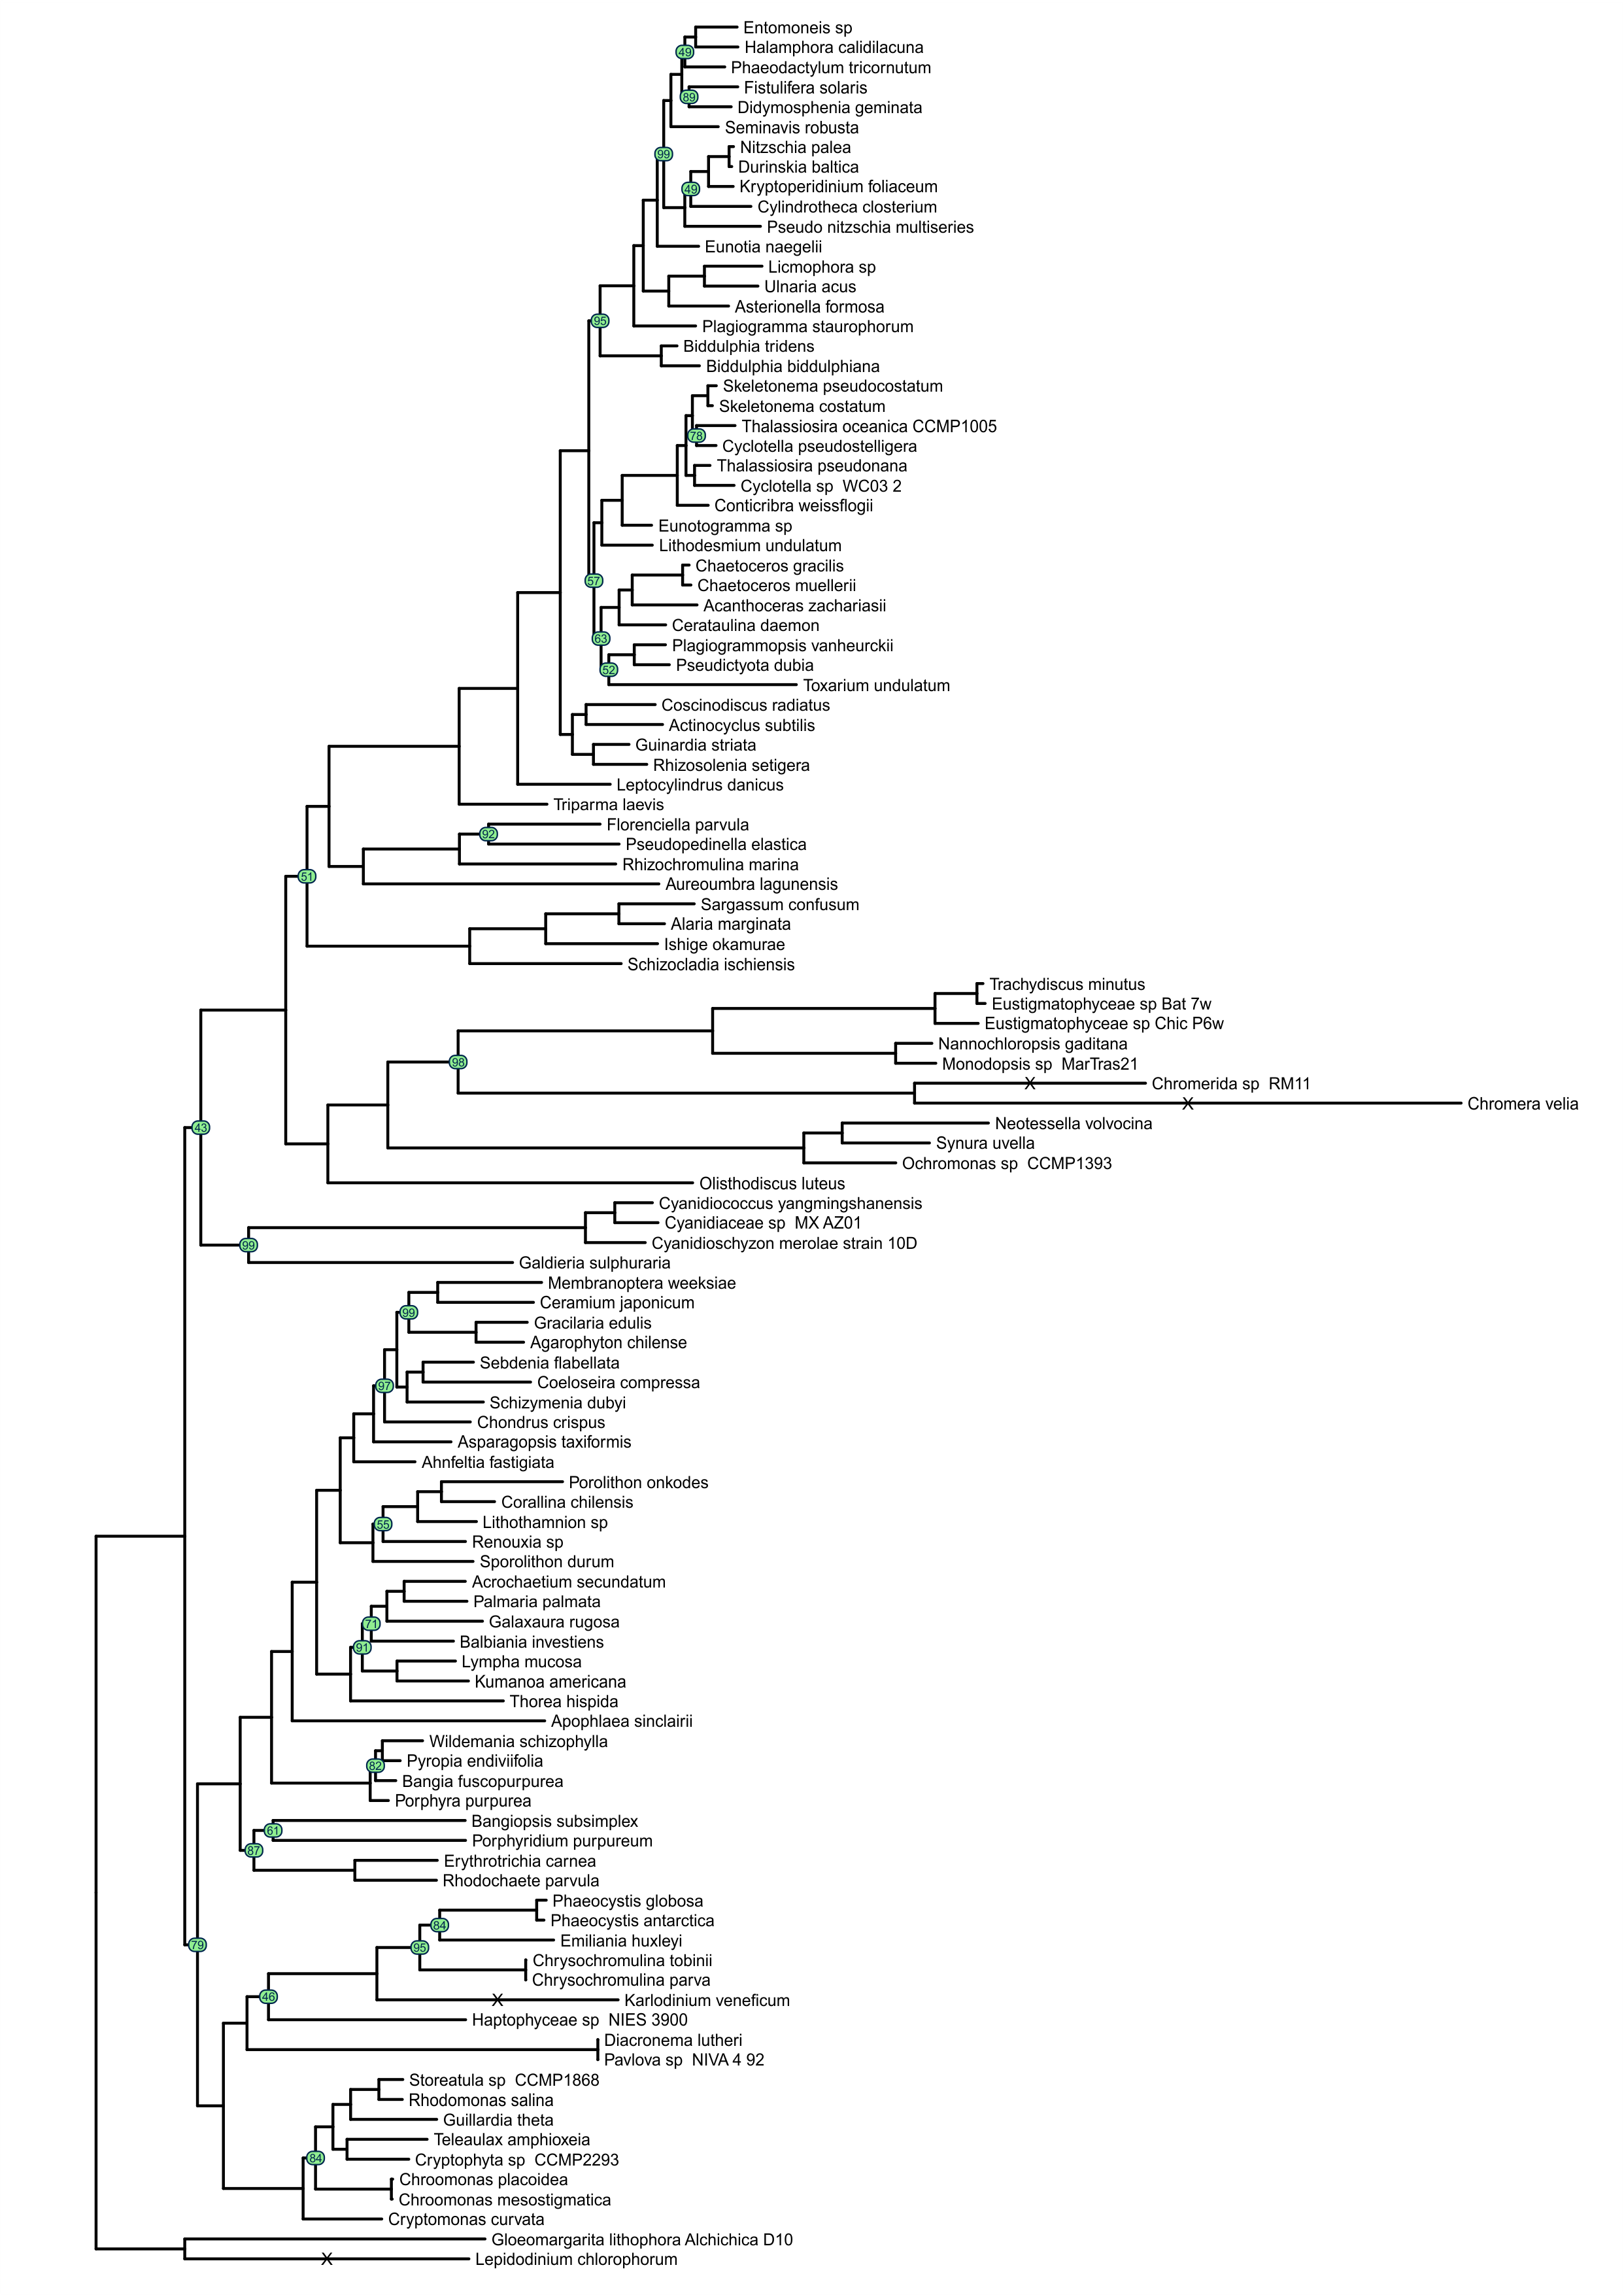 Entomoneis sp
Halamphora calidilacuna
49
Phaeodactylum tricornutum
Fistulifera solaris
89
Didymosphenia geminata
Seminavis robusta
Nitzschia palea
99
Durinskia baltica
Kryptoperidinium foliaceum
49
Cylindrotheca closterium
Pseudo nitzschia multiseries
Eunotia naegelii
Licmophora sp
Ulnaria acus
Asterionella formosa
95
Plagiogramma staurophorum
Biddulphia tridens
Biddulphia biddulphiana
Skeletonema pseudocostatum
Skeletonema costatum
Thalassiosira oceanica CCMP1005
78
Cyclotella pseudostelligera
Thalassiosira pseudonana
Cyclotella sp WC03 2
Conticribra weissflogii
Eunotogramma sp
Lithodesmium undulatum
Chaetoceros gracilis
57
Chaetoceros muellerii
Acanthoceras zachariasii
Cerataulina daemon
63
Plagiogrammopsis vanheurckii
Pseudictyota dubia
52
Toxarium undulatum
Coscinodiscus radiatus
Actinocyclus subtilis
Guinardia striata
Rhizosolenia setigera
Leptocylindrus danicus
Triparma laevis
Florenciella parvula
92
Pseudopedinella elastica
Rhizochromulina marina
51
Aureoumbra lagunensis
Sargassum confusum
Alaria marginata
Ishige okamurae
Schizocladia ischiensis
Trachydiscus minutus
Eustigmatophyceae sp Bat 7w
Eustigmatophyceae sp Chic P6w
Nannochloropsis gaditana
98
Monodopsis sp MarTras21
X Chromerida sp RM11
X Chromera velia
43
Neotessella volvocina
Synura uvella
Ochromonas sp CCMP1393
Olisthodiscus luteus
Cyanidiococcus yangmingshanensis
Cyanidiaceae sp MX AZ01
Cyanidioschyzon merolae strain 10D
99
Galdieria sulphuraria
Membranoptera weeksiae
Ceramium japonicum
99
Gracilaria edulis
Agarophyton chilense
Sebdenia flabellata
97
Coeloseira compressa
Schizymenia dubyi
Chondrus crispus
Asparagopsis taxiformis
Ahnfeltia fastigiata
Porolithon onkodes
Corallina chilensis
55
Lithothamnion sp
Renouxia sp
Sporolithon durum
Acrochaetium secundatum
Palmaria palmata
71
Galaxaura rugosa
Balbiania investiens
91
Lympha mucosa
Kumanoa americana
Thorea hispida
Apophlaea sinclairii
Wildemania schizophylla
Pyropia endiviifolia
82
Bangia fuscopurpurea
Porphyra purpurea
Bangiopsis subsimplex
61
Porphyridium purpureum
87
Erythrotrichia carnea
Rhodochaete parvula
Phaeocystis globosa
Phaeocystis antarctica
84
Emiliania huxleyi
79
95
Chrysochromulina tobinii
Chrysochromulina parva
46
X Karlodinium veneficum
Haptophyceae sp NIES 3900
Diacronema lutheri
Pavlova sp NIVA 4 92
Storeatula sp CCMP1868
Rhodomonas salina
Guillardia theta
Teleaulax amphioxeia
84
Cryptophyta sp CCMP2293
Chroomonas placoidea
Chroomonas mesostigmatica
Cryptomonas curvata
Gloeomargarita lithophora Alchichica D10
X Lepidodinium chlorophorum